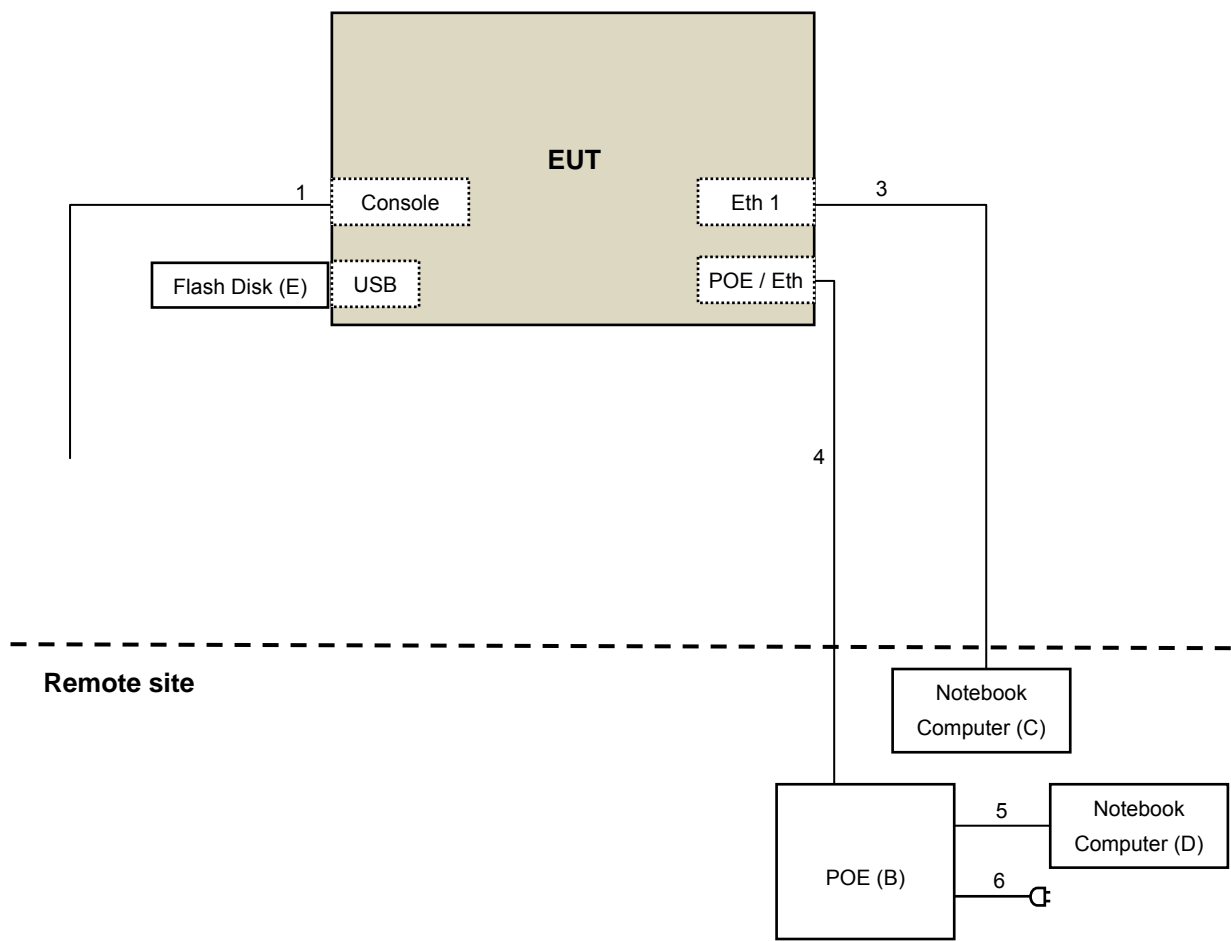 EUT
1
Console
Eth 1
3
Flash Disk (E)
USB
POE / Eth
4
Remote site
Notebook
Computer (C)
POE (B)
5
Notebook
Computer (D)
6